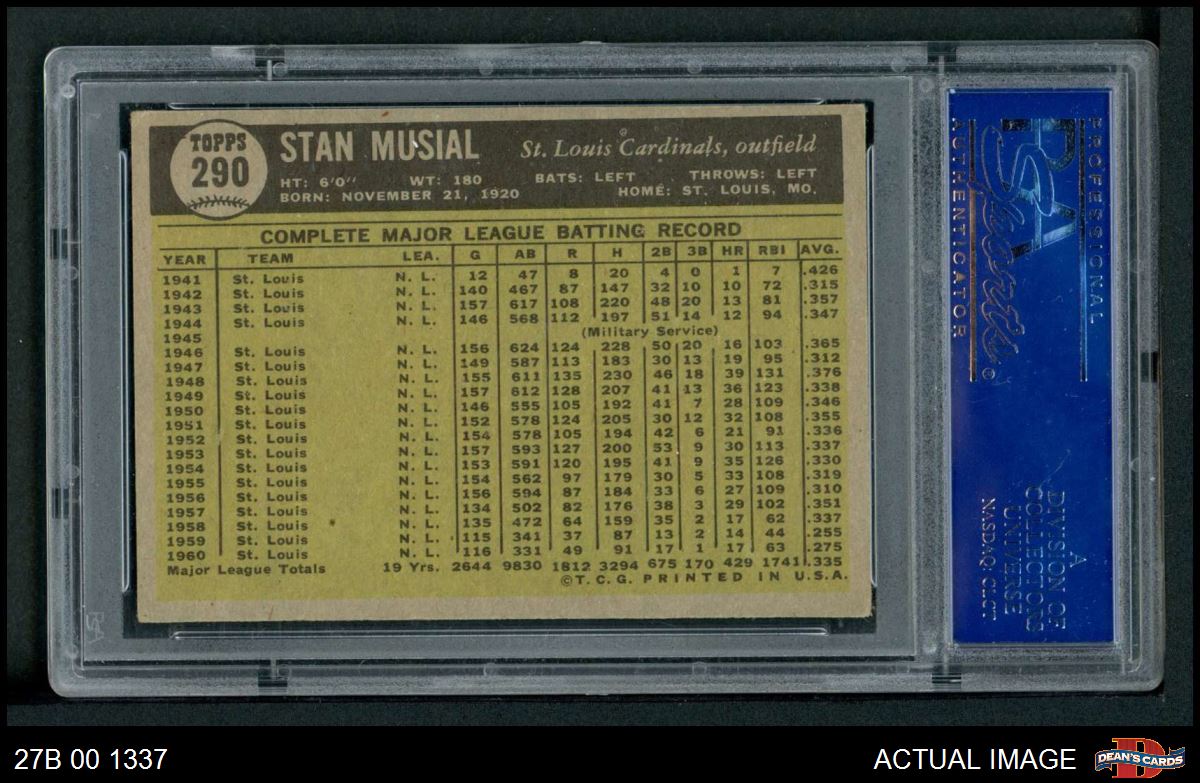 TOPPS
290
STAN MUSIAL St. Louis Cardinals, outfield
HT: 6'0" WT: 180 BATS: LEFT THROWS: LEFT
BORN: NOVEMBER 21, 1920 HOME: ST. LOUIS, MO.
COMPLETE MAJOR LEAGUE BATTING RECORD
YEAR TEAM LEA. G AB R H 2B 3B HR RBI AVG.
1941 St. Louis N. L. 12 47 8 20 4 0 1 7 .426
1942 St. Louis N. L. 140 467 87 147 32 10 10 72 .315
1943 St. Louis N. L. 157 617 108 220 48 20 13 81 .357
1944 St. Louis N. L. 146 568 112 197 51 14 12 94 .347
1945 (Military Service)
1946 St. Louis N. L. 156 624 124 228 50 20 16 103 .365
1947 St. Louis N. L. 149 587 113 183 30 13 19 95 .312
1948 St. Louis N. L. 155 611 135 230 46 18 39 131 .376
1949 St. Louis N. L. 157 612 128 207 41 13 36 123 .338
1950 St. Louis N. L. 146 555 105 192 41 7 28 109 .346
1951 St. Louis N. L. 152 578 124 205 30 12 32 108 .355
1952 St. Louis N. L. 154 578 105 194 42 6 21 91 .336
1953 St. Louis N. L. 157 593 127 200 53 9 30 113 .337
1954 St. Louis N. L. 153 591 120 195 41 9 35 126 .330
1955 St. Louis N. L. 154 562 97 179 30 5 33 108 .319
1956 St. Louis N. L. 156 594 87 184 33 6 27 109 .310
1957 St. Louis N. L. 134 502 82 176 38 3 29 102 .351
1958 St. Louis N. L. 135 472 64 159 35 2 17 62 .337
1959 St. Louis N. L. 115 341 37 87 13 2 14 44 .255
1960 St. Louis N. L. 116 331 49 91 17 1 17 63 .275
Major League Totals 19 Yrs. 2644 9830 1812 3294 675 170 429 1741 .335
©T.C.G. PRINTED IN U.S.A.
PROFESSIONAL
PSA
Sports
®
AUTHENTICATOR
A
DIVISION OF
COLLECTORS
UNIVERSE
NASDAQ: CLCT
PSA
27B 00 1337
ACTUAL IMAGE
D
DEAN'S CARDS